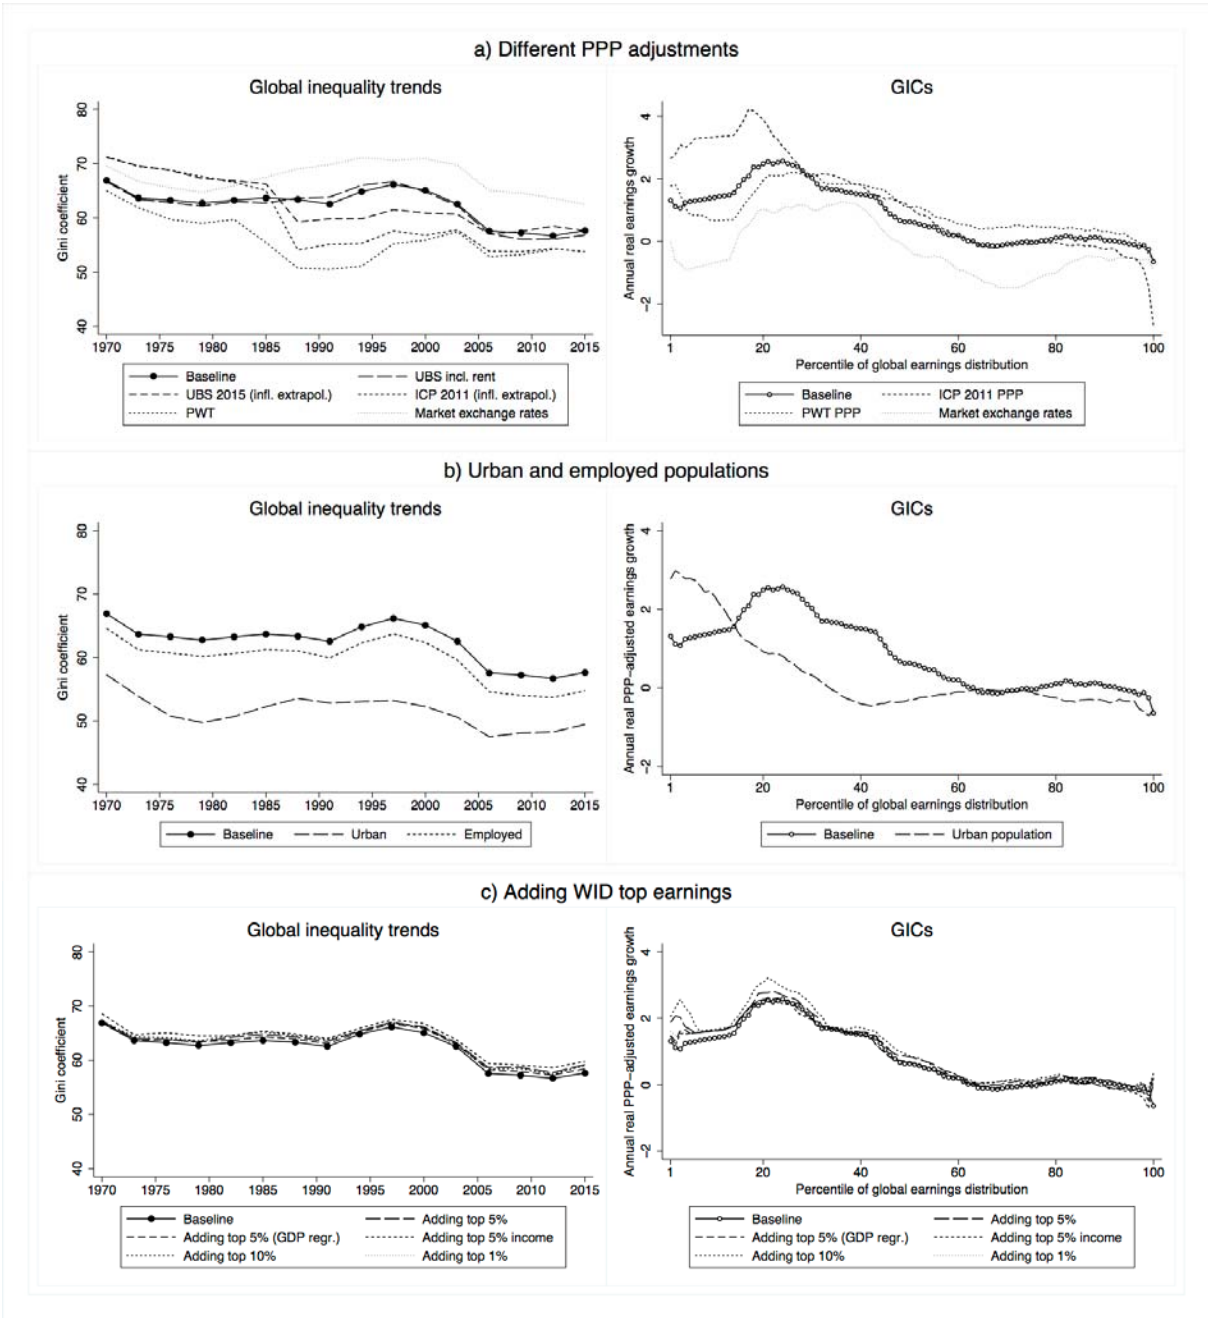 a) Different PPP adjustments
Global inequality trends
Gini coefficient
80
70
60
50
40
1970 1975 1980 1985 1990 1995 2000 2005 2010 2015
Baseline UBS incl. rent
UBS 2015 (infl. extrapol.) ICP 2011 (infl. extrapol.)
PWT Market exchange rates
GICs
Annual real earnings growth
4
2
0
−2
1 20 40 60 80 100
Percentile of global earnings distribution
Baseline ICP 2011 PPP
PWT PPP Market exchange rates
b) Urban and employed populations
Global inequality trends
Gini coefficient
80
70
60
50
40
1970 1975 1980 1985 1990 1995 2000 2005 2010 2015
Baseline Urban Employed
GICs
Annual real PPP−adjusted earnings growth
4
2
0
−2
1 20 40 60 80 100
Percentile of global earnings distribution
Baseline Urban population
c) Adding WID top earnings
Global inequality trends
Gini coefficient
80
70
60
50
40
1970 1975 1980 1985 1990 1995 2000 2005 2010 2015
Baseline Adding top 5%
Adding top 5% (GDP regr.) Adding top 5% income
Adding top 10% Adding top 1%
GICs
Annual real PPP−adjusted earnings growth
4
2
0
−2
1 20 40 60 80 100
Percentile of global earnings distribution
Baseline Adding top 5%
Adding top 5% (GDP regr.) Adding top 5% income
Adding top 10% Adding top 1%